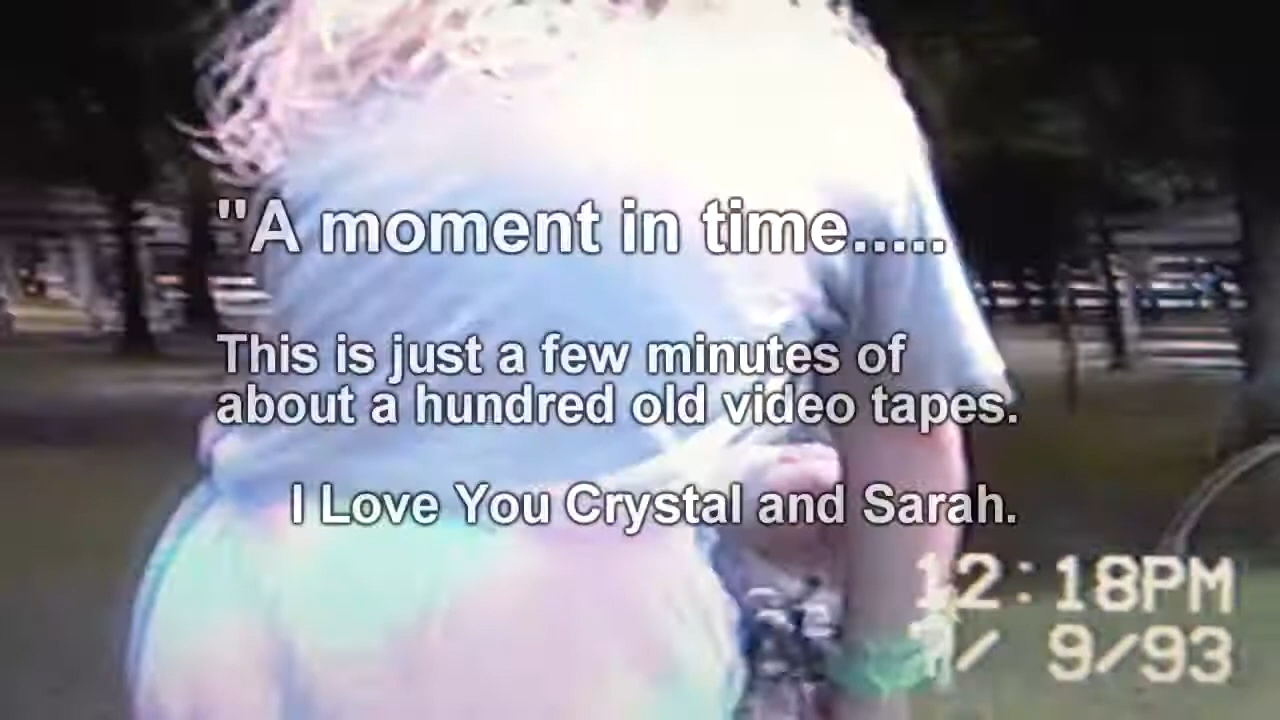 "A moment in time.....
This is just a few minutes of
about a hundred old video tapes.
I Love You Crystal and Sarah.
12:18PM
7/ 9/93